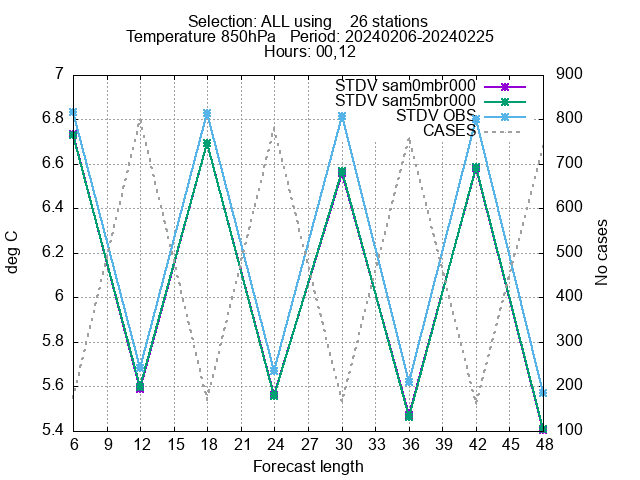 Selection: ALL using    26 stations
Temperature 850hPa   Period: 20240206-20240225
Hours: 00,12
STDV sam0mbr000
STDV sam5mbr000
STDV OBS
CASES
7
6.8
6.6
6.4
6.2
6
5.8
5.6
5.4
deg C
900
800
700
600
500
400
300
200
100
No cases
6 9 12 15 18 21 24 27 30 33 36 39 42 45 48
Forecast length